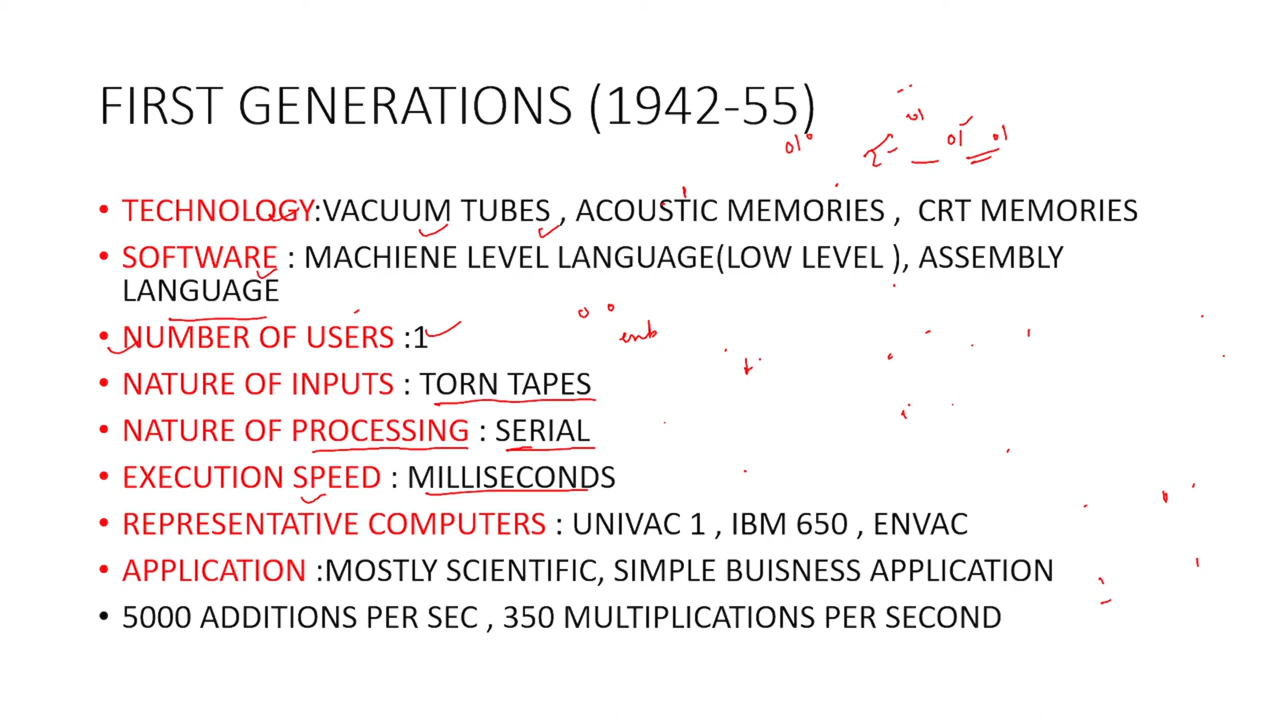 FIRST GENERATIONS (1942-55)
• TECHNOLOGY:VACUUM TUBES , ACOUSTIC MEMORIES , CRT MEMORIES
• SOFTWARE : MACHIENE LEVEL LANGUAGE(LOW LEVEL ), ASSEMBLY
LANGUAGE
• NUMBER OF USERS :1
• NATURE OF INPUTS : TORN TAPES
• NATURE OF PROCESSING : SERIAL
• EXECUTION SPEED : MILLISECONDS
• REPRESENTATIVE COMPUTERS : UNIVAC 1 , IBM 650 , ENVAC
• APPLICATION :MOSTLY SCIENTIFIC, SIMPLE BUISNESS APPLICATION
• 5000 ADDITIONS PER SEC , 350 MULTIPLICATIONS PER SECOND